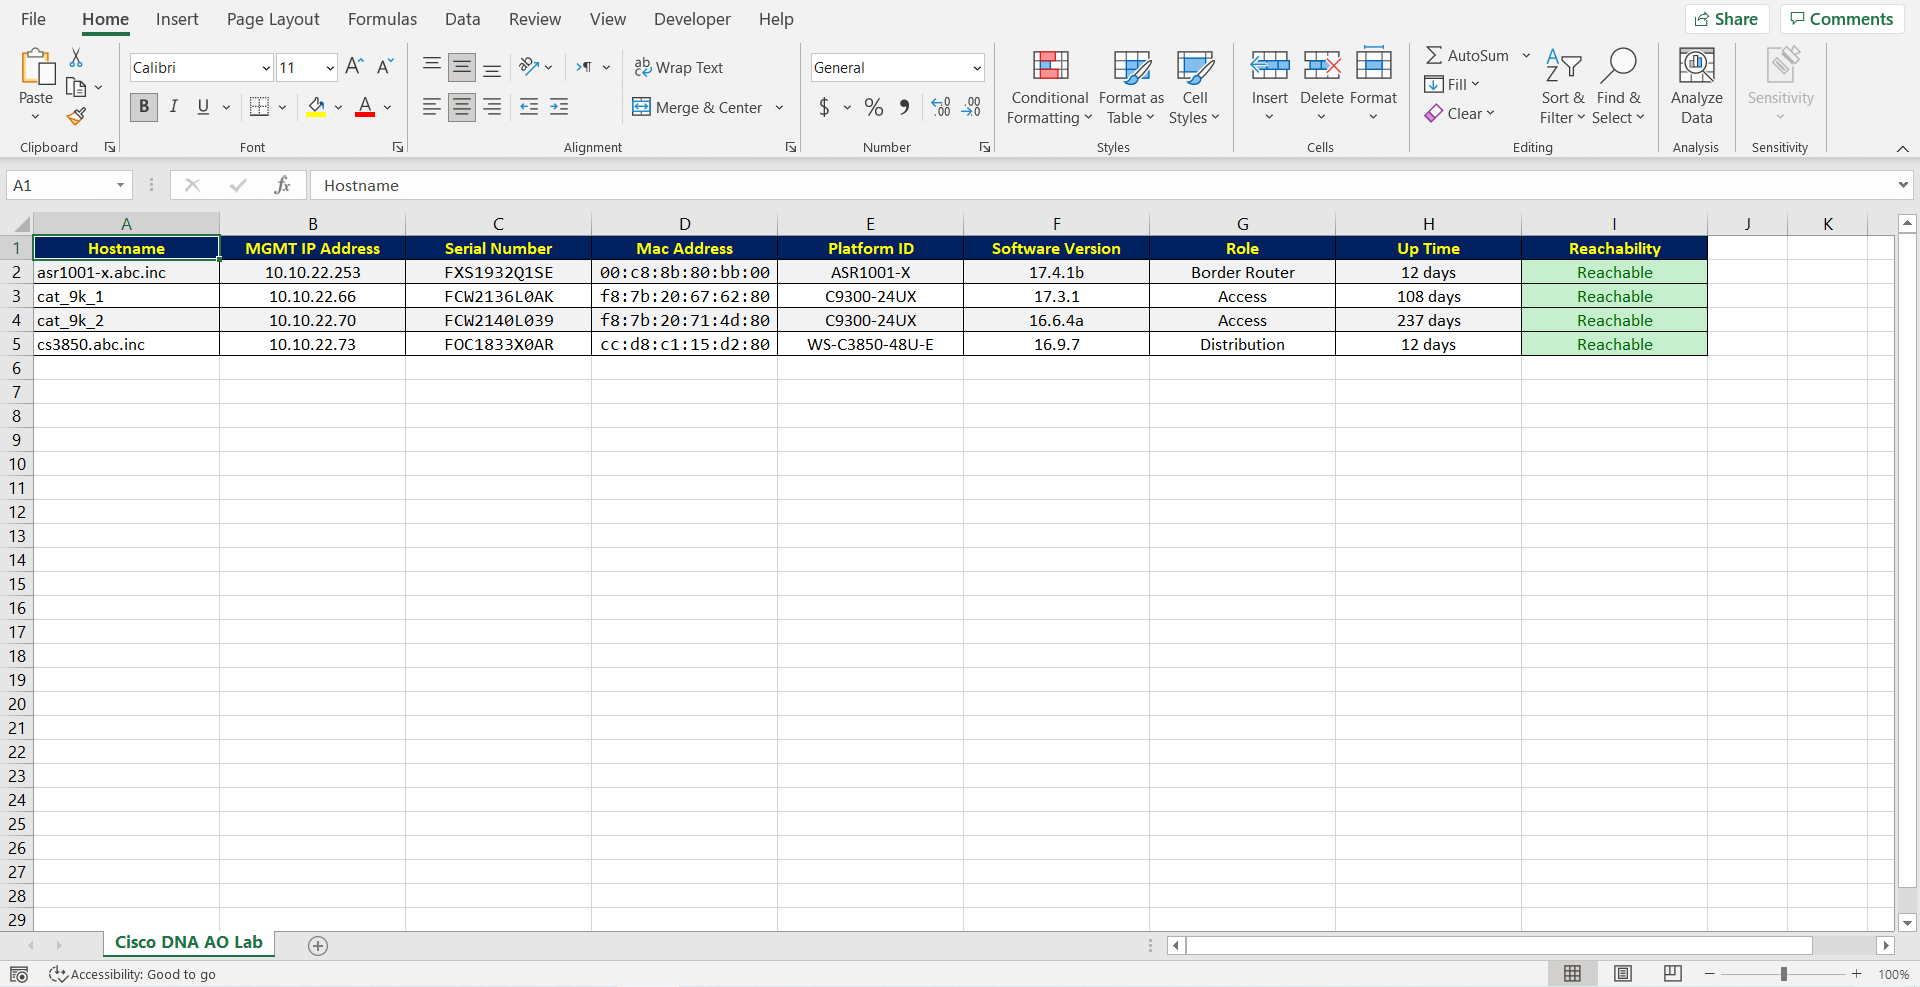 File Home Insert Page Layout Formulas Data Review View Developer Help Share Comments
Calibri 11 Wrap Text General AutoSum
Paste B I U Merge & Center $ % Conditional Formatting Format as Table Cell Styles Insert Delete Format Fill Clear Sort & Filter Find & Select Analyze Data Sensitivity
Clipboard Font Alignment Number Styles Cells Editing Analysis Sensitivity
A1 fx Hostname
A B C D E F G H I J K
1 Hostname MGMT IP Address Serial Number Mac Address Platform ID Software Version Role Up Time Reachability
2 asr1001-x.abc.inc 10.10.22.253 FXS1932Q1SE 00:c8:8b:80:bb:00 ASR1001-X 17.4.1b Border Router 12 days Reachable
3 cat_9k_1 10.10.22.66 FCW2136L0AK f8:7b:20:67:62:80 C9300-24UX 17.3.1 Access 108 days Reachable
4 cat_9k_2 10.10.22.70 FCW2140L039 f8:7b:20:71:4d:80 C9300-24UX 16.6.4a Access 237 days Reachable
5 cs3850.abc.inc 10.10.22.73 FOC1833X0AR cc:d8:c1:15:d2:80 WS-C3850-48U-E 16.9.7 Distribution 12 days Reachable
6
7
8
9
10
11
12
13
14
15
16
17
18
19
20
21
22
23
24
25
26
27
28
29
Cisco DNA AO Lab
Accessibility: Good to go 100%